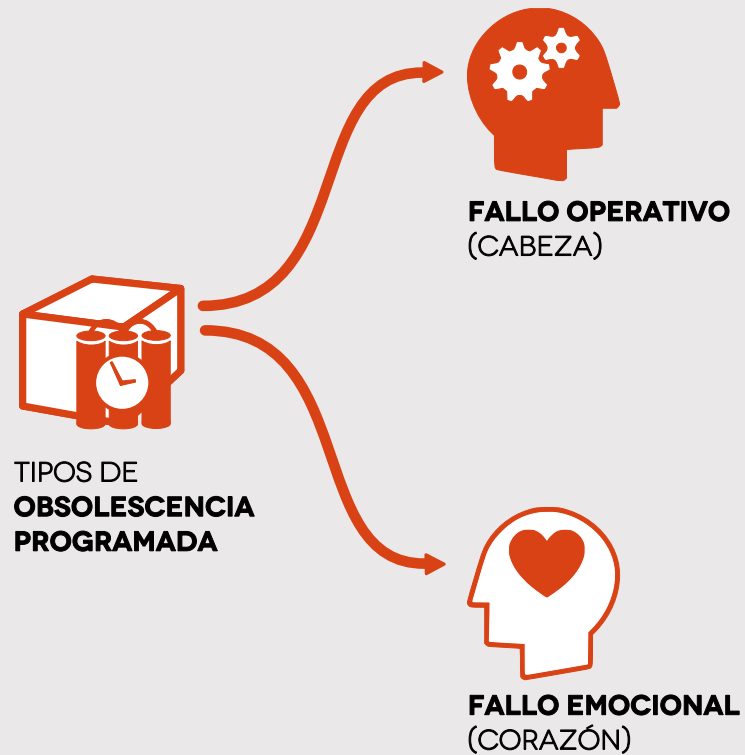 FALLO OPERATIVO
(CABEZA)
TIPOS DE
OBSOLESCENCIA
PROGRAMADA
FALLO EMOCIONAL
(CORAZÓN)